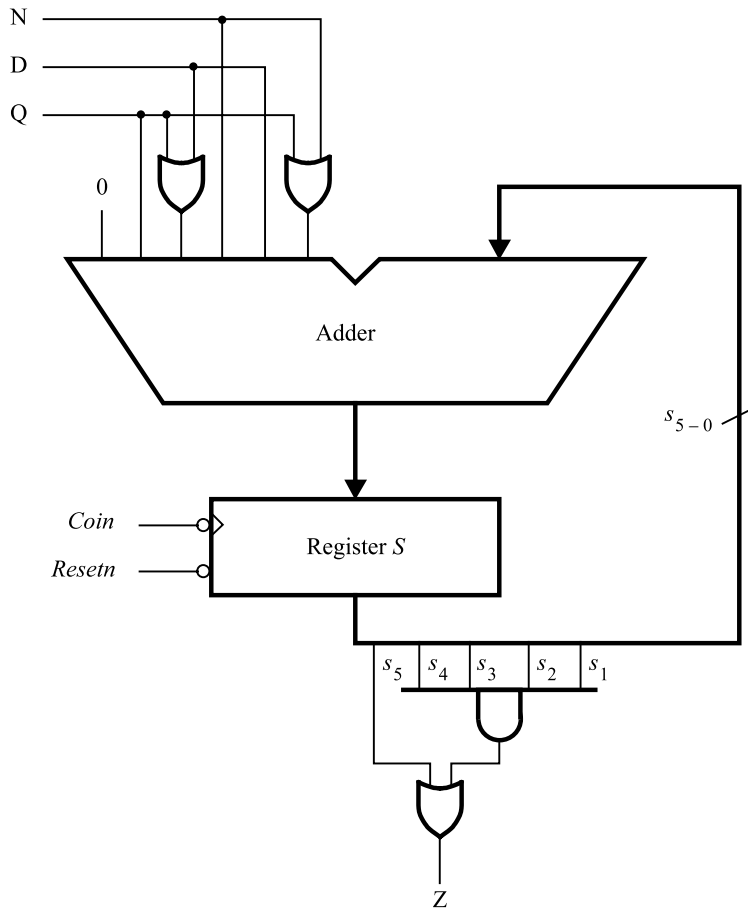 N
D
Q
0
Adder
s5 – 0
Coin
Register S
Resetn
s5 s4 s3 s2 s1
Z